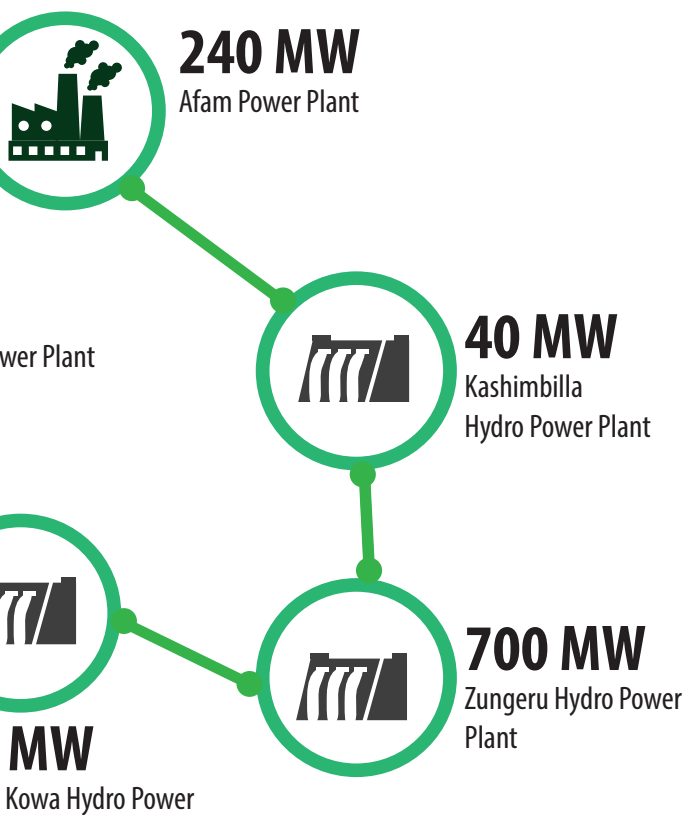 240 MW
Afam Power Plant
40 MW
Kashimbilla
Hydro Power Plant
Power Plant
700 MW
Zungeru Hydro Power
Plant
MW
Kowa Hydro Power